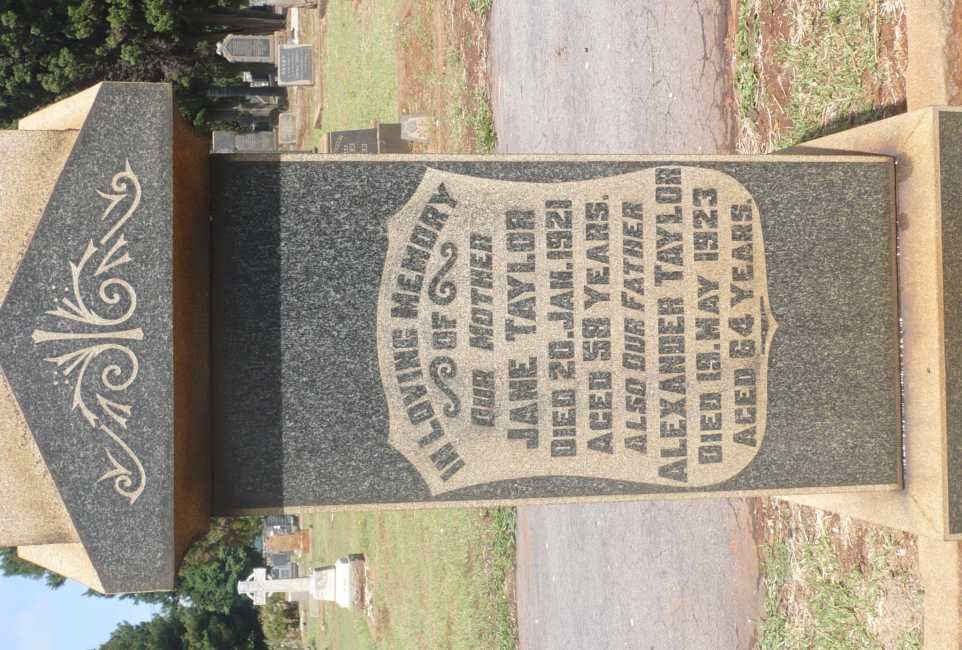 IN LOVING MEMORY
OF
OUR MOTHER
JANE TAYLOR
DIED 20.JAN.1921
AGED 58 YEARS.
ALSO OUR FATHER
ALEXANDER TAYLOR
DIED 19.MAY 1923
AGED 64 YEARS.